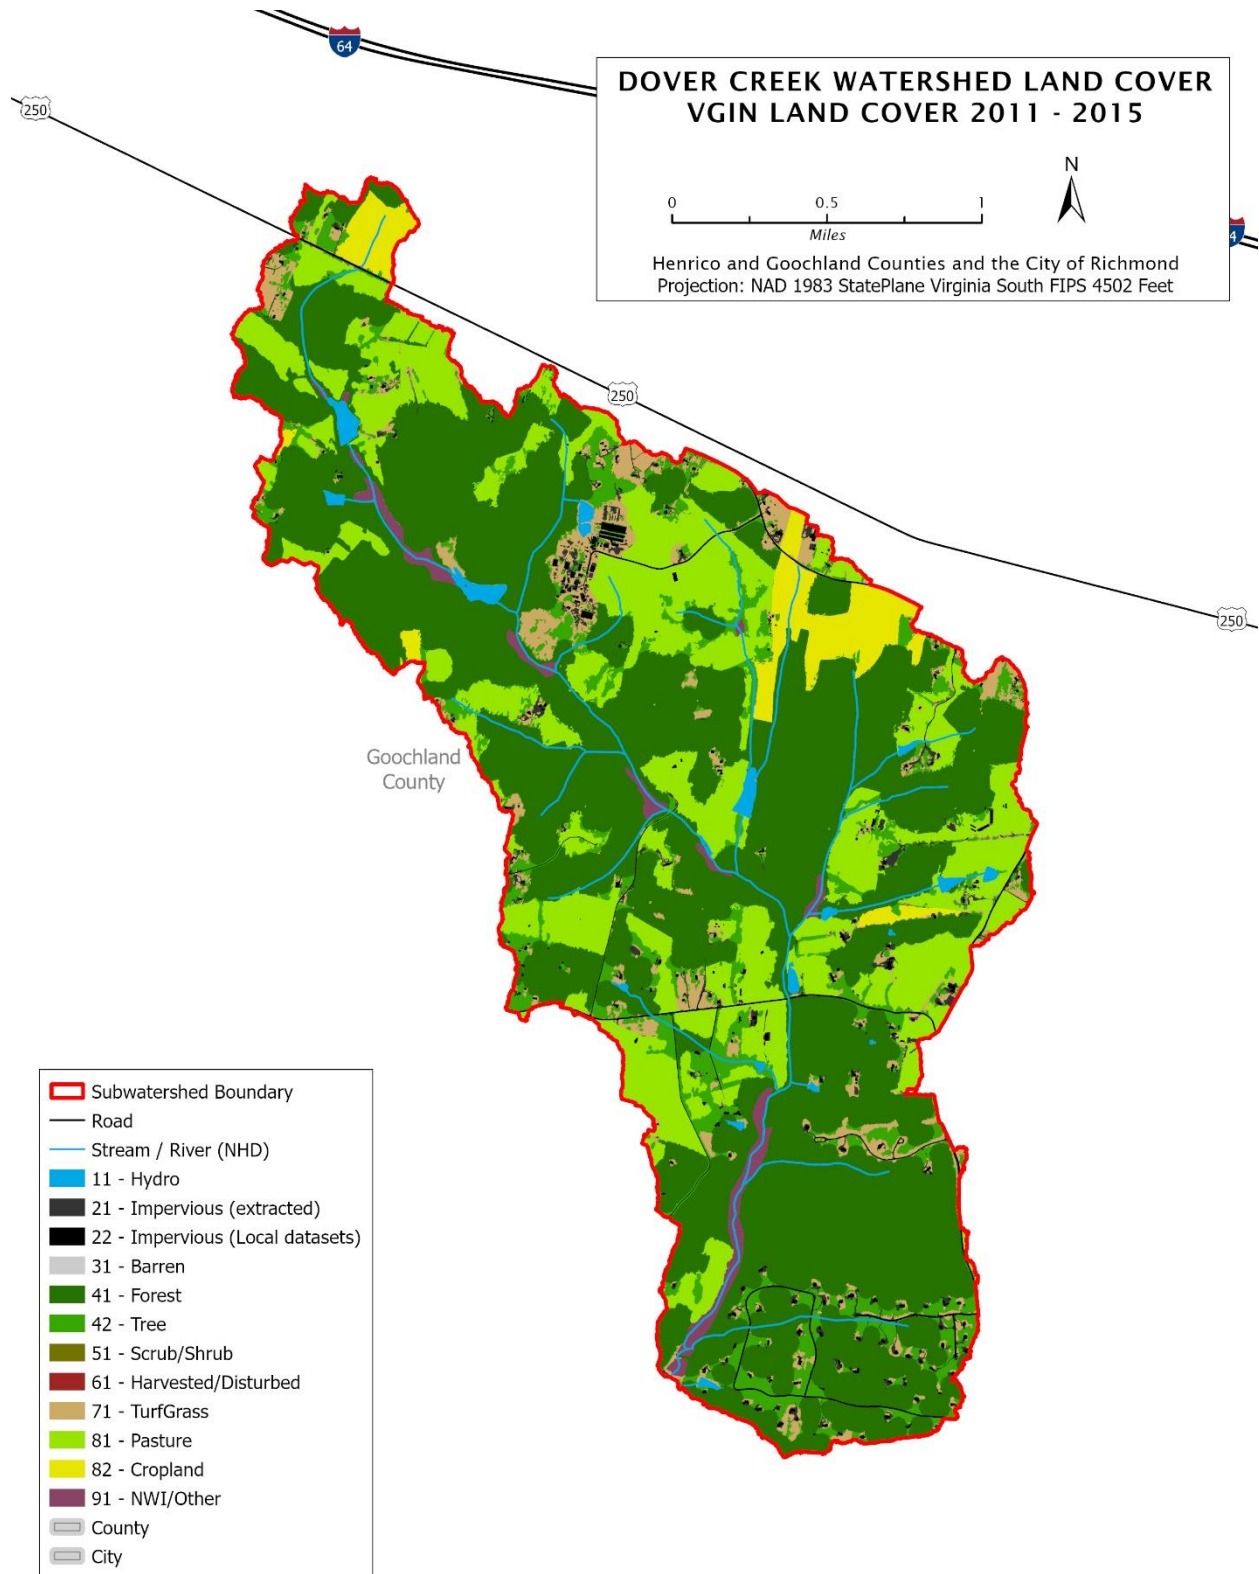 64
250
DOVER CREEK WATERSHED LAND COVER
VGIN LAND COVER 2011 - 2015
N
0 0.5 1
Miles
4
Henrico and Goochland Counties and the City of Richmond
Projection: NAD 1983 StatePlane Virginia South FIPS 4502 Feet
250
250
Goochland
County
Subwatershed Boundary
Road
Stream / River (NHD)
11 - Hydro
21 - Impervious (extracted)
22 - Impervious (Local datasets)
31 - Barren
41 - Forest
42 - Tree
51 - Scrub/Shrub
61 - Harvested/Disturbed
71 - TurfGrass
81 - Pasture
82 - Cropland
91 - NWI/Other
County
City